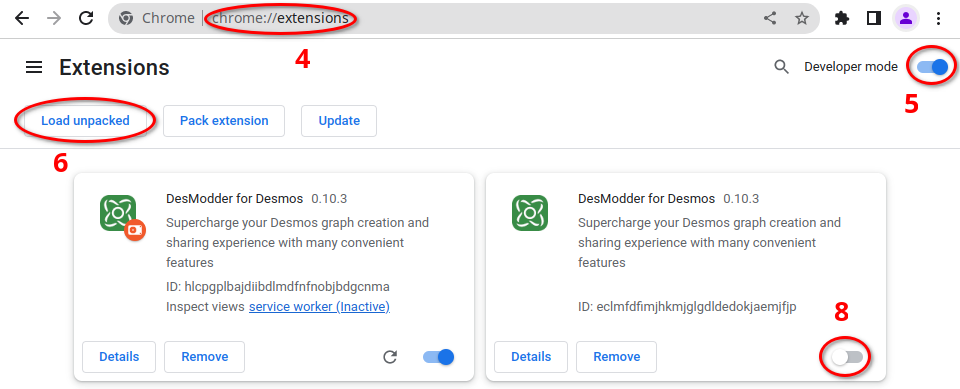 Chrome | chrome://extensions
4
Extensions
Developer mode
5
Load unpacked
Pack extension
Update
6
DesModder for Desmos 0.10.3
Supercharge your Desmos graph creation and
sharing experience with many convenient
features
ID: hlcpgplbajdiibdlmdfnfnobjbdgcnma
Inspect views service worker (Inactive)
Details
Remove
DesModder for Desmos 0.10.3
Supercharge your Desmos graph creation and
sharing experience with many convenient
features
ID: eclmfdfimjhkmjglgdldedokjaemjfjp
8
Details
Remove